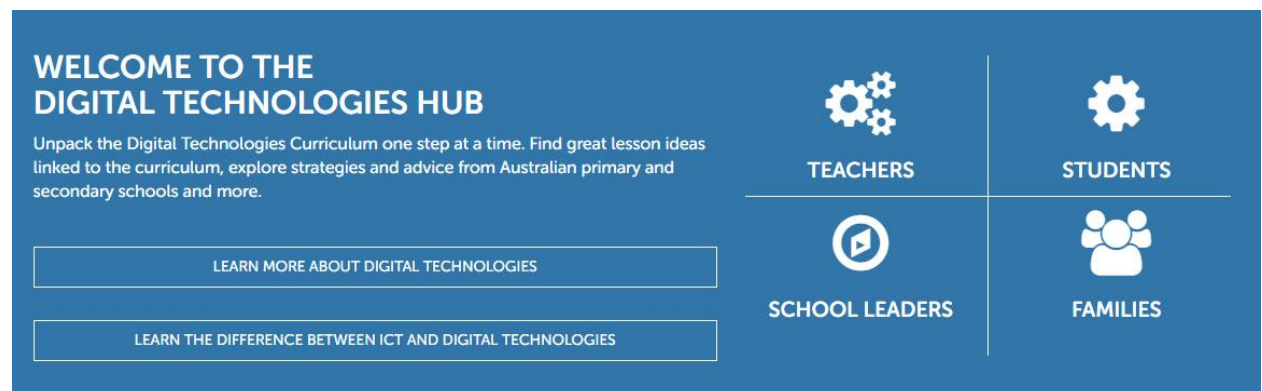 WELCOME TO THE
DIGITAL TECHNOLOGIES HUB
Unpack the Digital Technologies Curriculum one step at a time. Find great lesson ideas
linked to the curriculum, explore strategies and advice from Australian primary and
secondary schools and more.
LEARN MORE ABOUT DIGITAL TECHNOLOGIES
LEARN THE DIFFERENCE BETWEEN ICT AND DIGITAL TECHNOLOGIES
TEACHERS
STUDENTS
SCHOOL LEADERS
FAMILIES